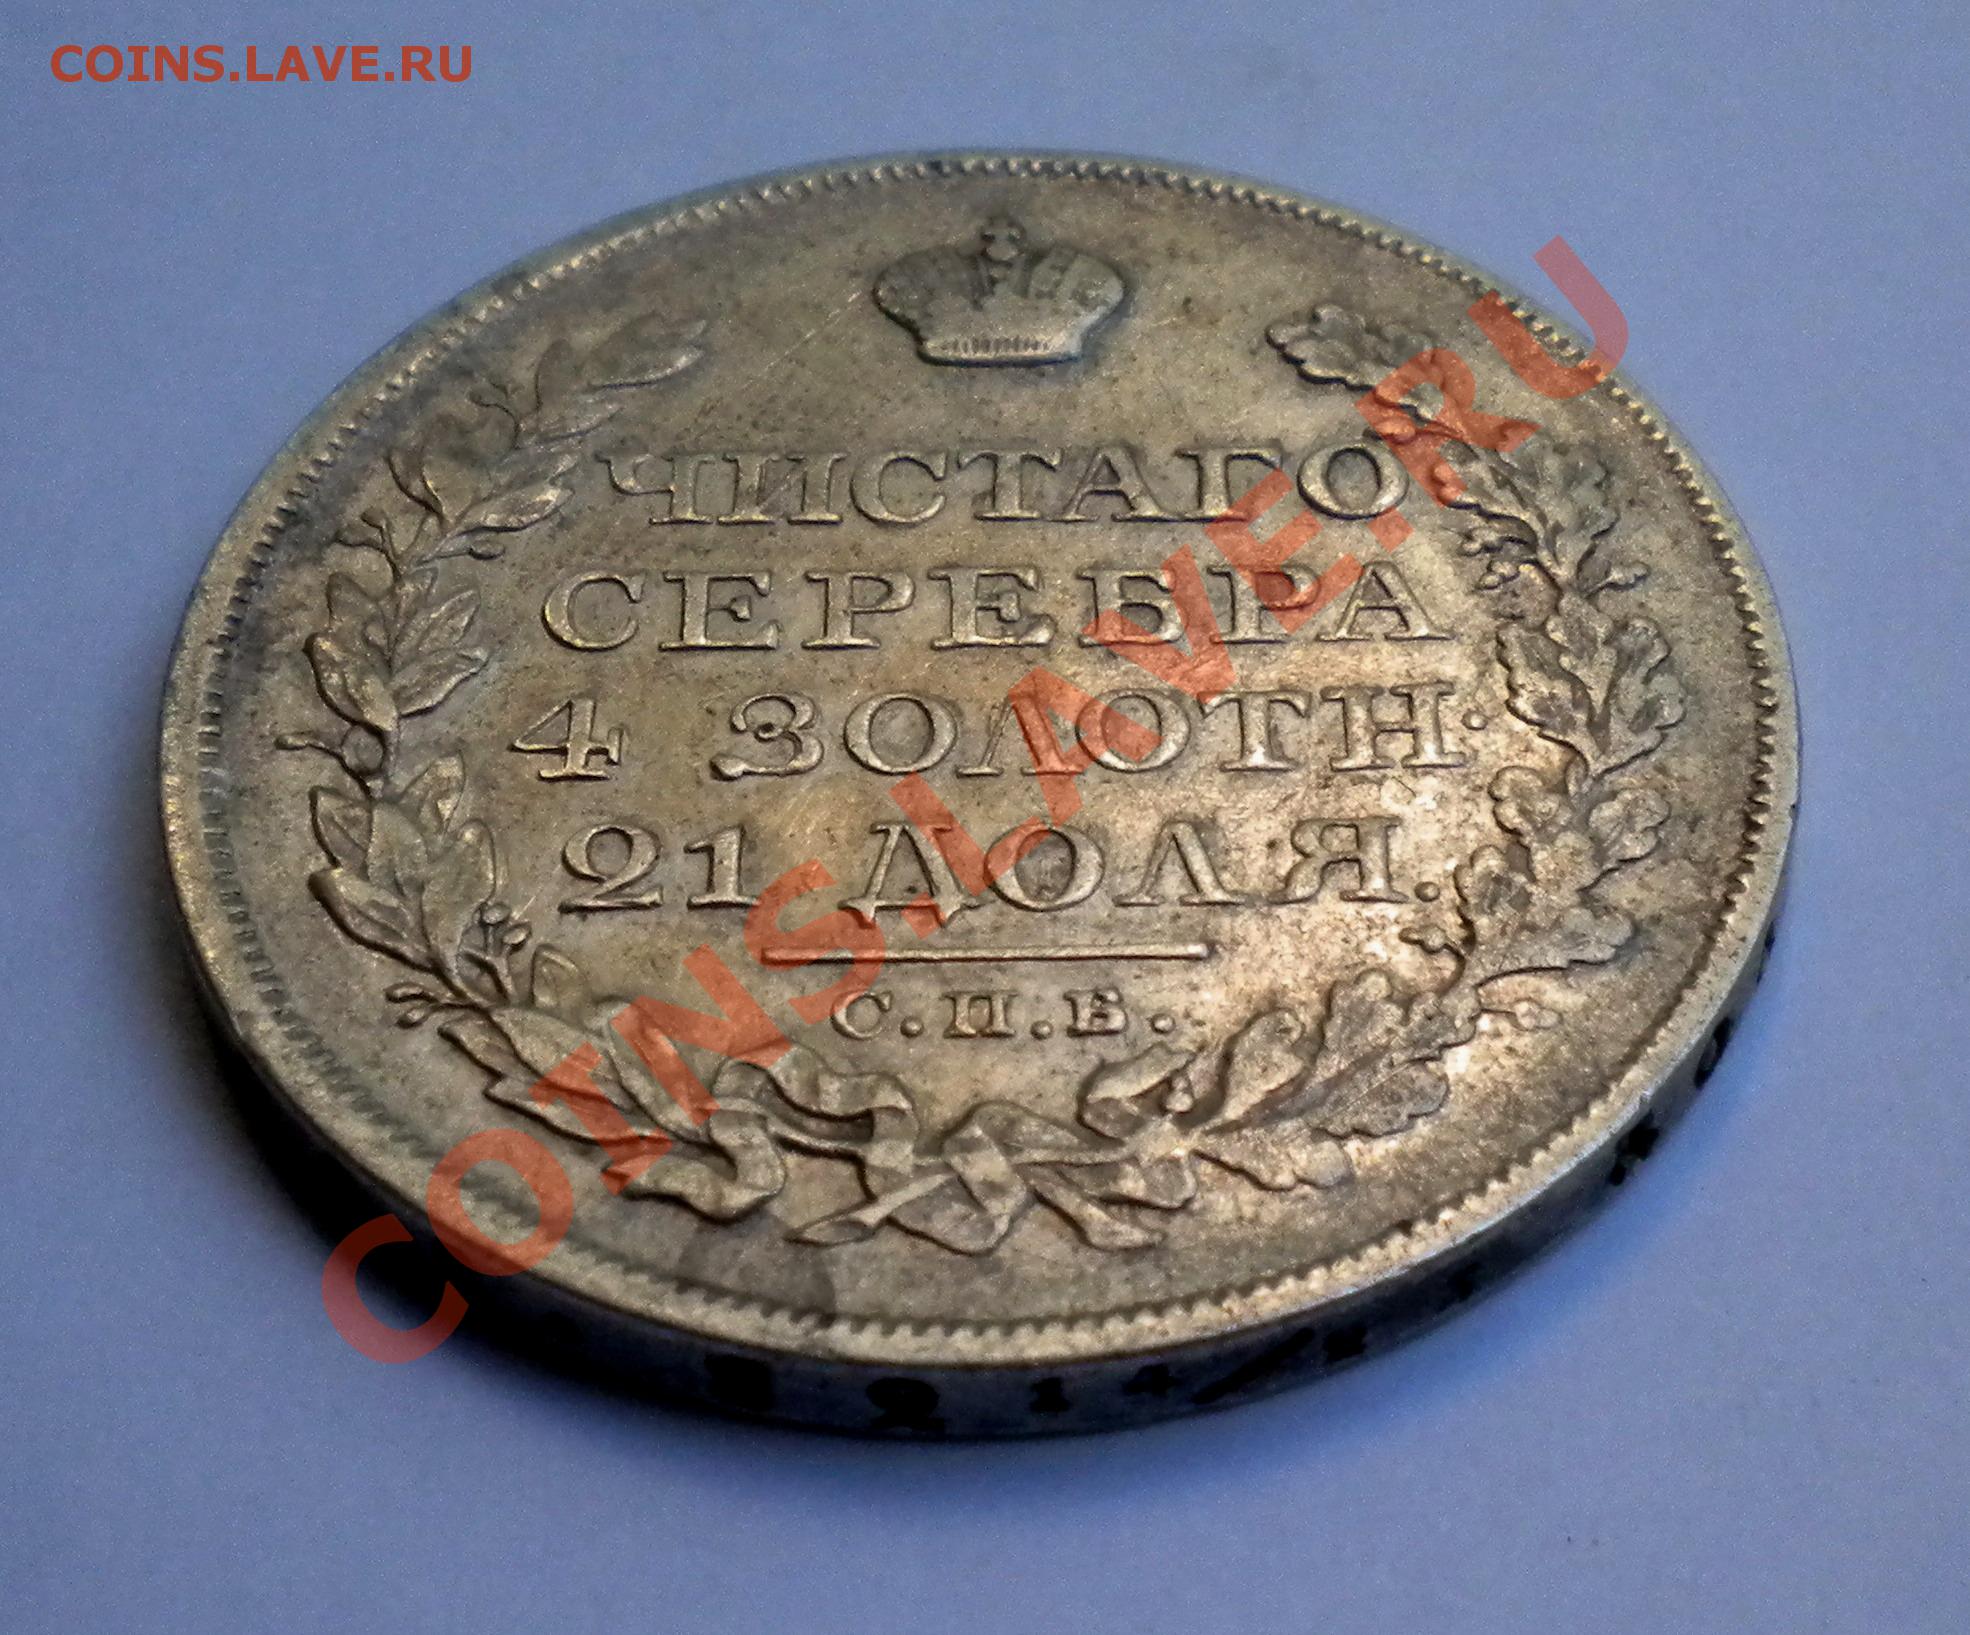 COINS.LAVE.RU
ЧИСТАГО
СЕРЕБРА
4 ЗОЛОТН.
21 ДОЛЯ.
С.П.Б.
COINS.LAVE.RU